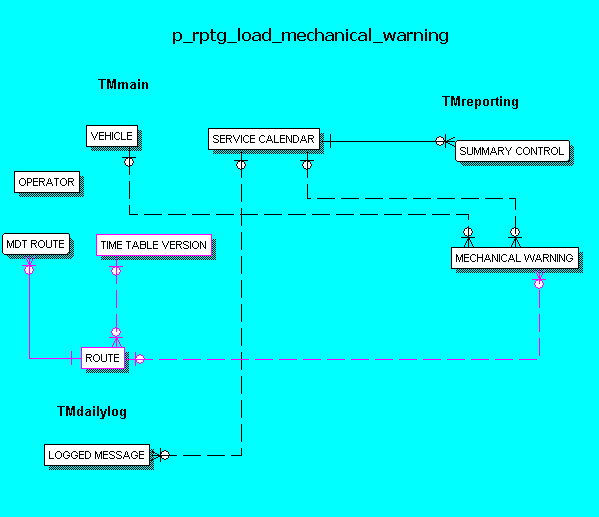 p_rptg_load_mechanical_warning
TMmain
TMreporting
VEHICLE
SERVICE CALENDAR
SUMMARY CONTROL
OPERATOR
MDT ROUTE
TIME TABLE VERSION
MECHANICAL WARNING
ROUTE
TMdailylog
LOGGED MESSAGE